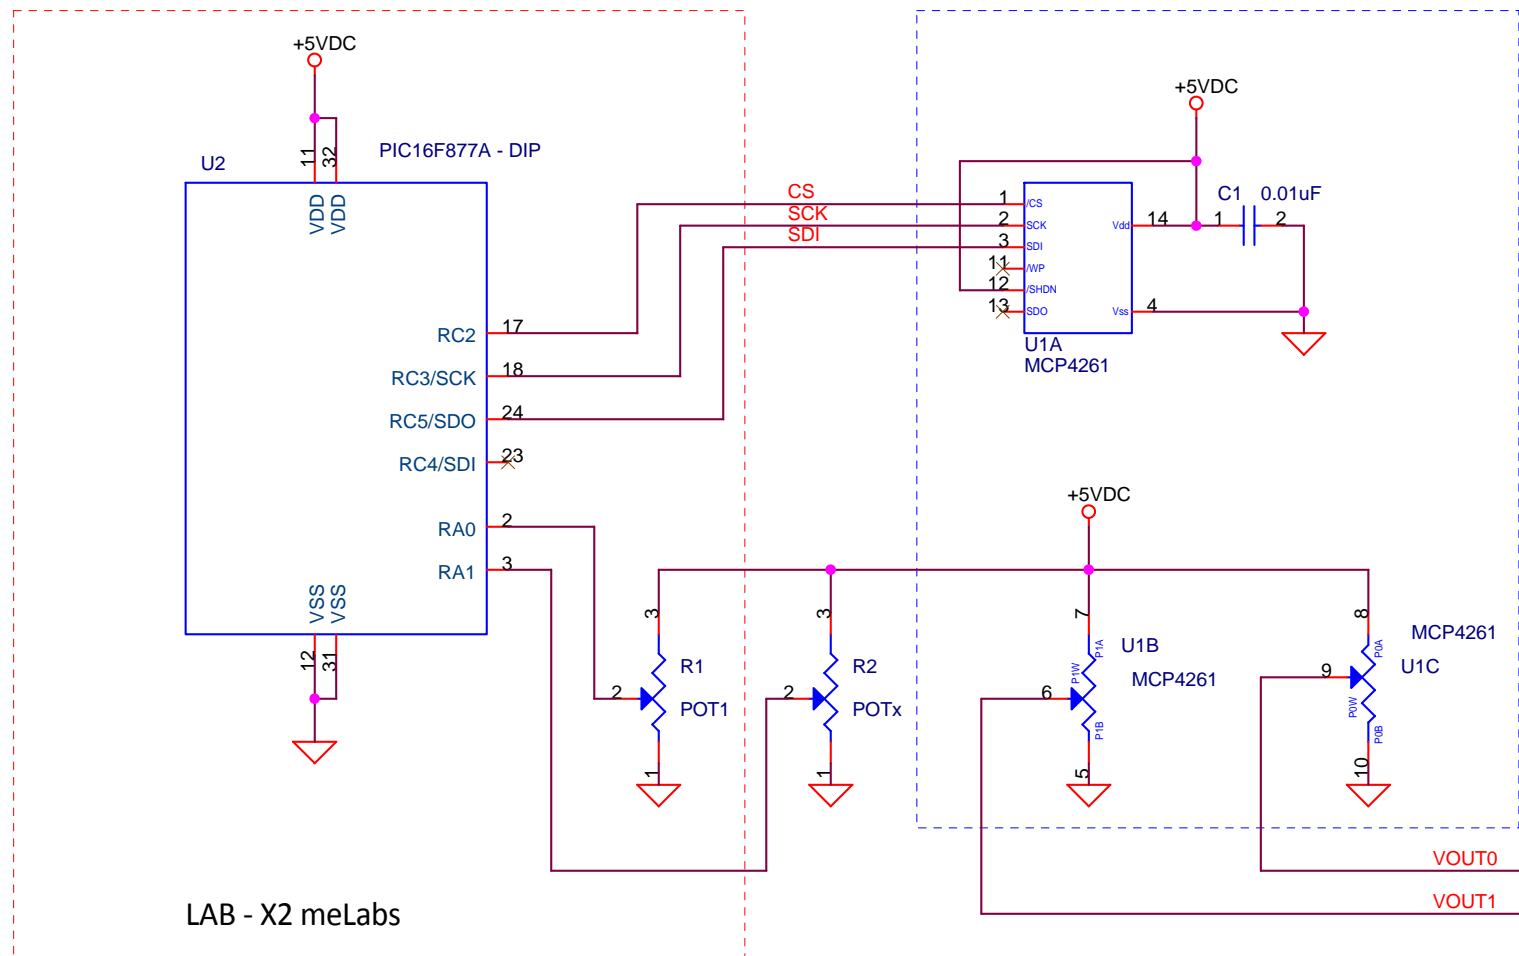 +5VDC
U2
PIC16F877A - DIP
11
32
VDD
VDD
RC2
17
RC3/SCK
18
RC5/SDO
24
RC4/SDI
23
RA0
2
RA1
3
VSS
VSS
12
31
CS
SCK
SDI
+5VDC
1
/CS
2
SCK
3
SDI
11
/WP
12
/SHDN
13
SDO
Vdd
14
Vss
4
U1A
MCP4261
C1
0.01uF
1
2
+5VDC
3
2
R1
POT1
1
3
2
R2
POTx
1
7
P1A
U1B
P1W
6
MCP4261
P1B
5
8
P0A
MCP4261
9
U1C
P0W
P0B
10
VOUT0
VOUT1
LAB - X2 meLabs